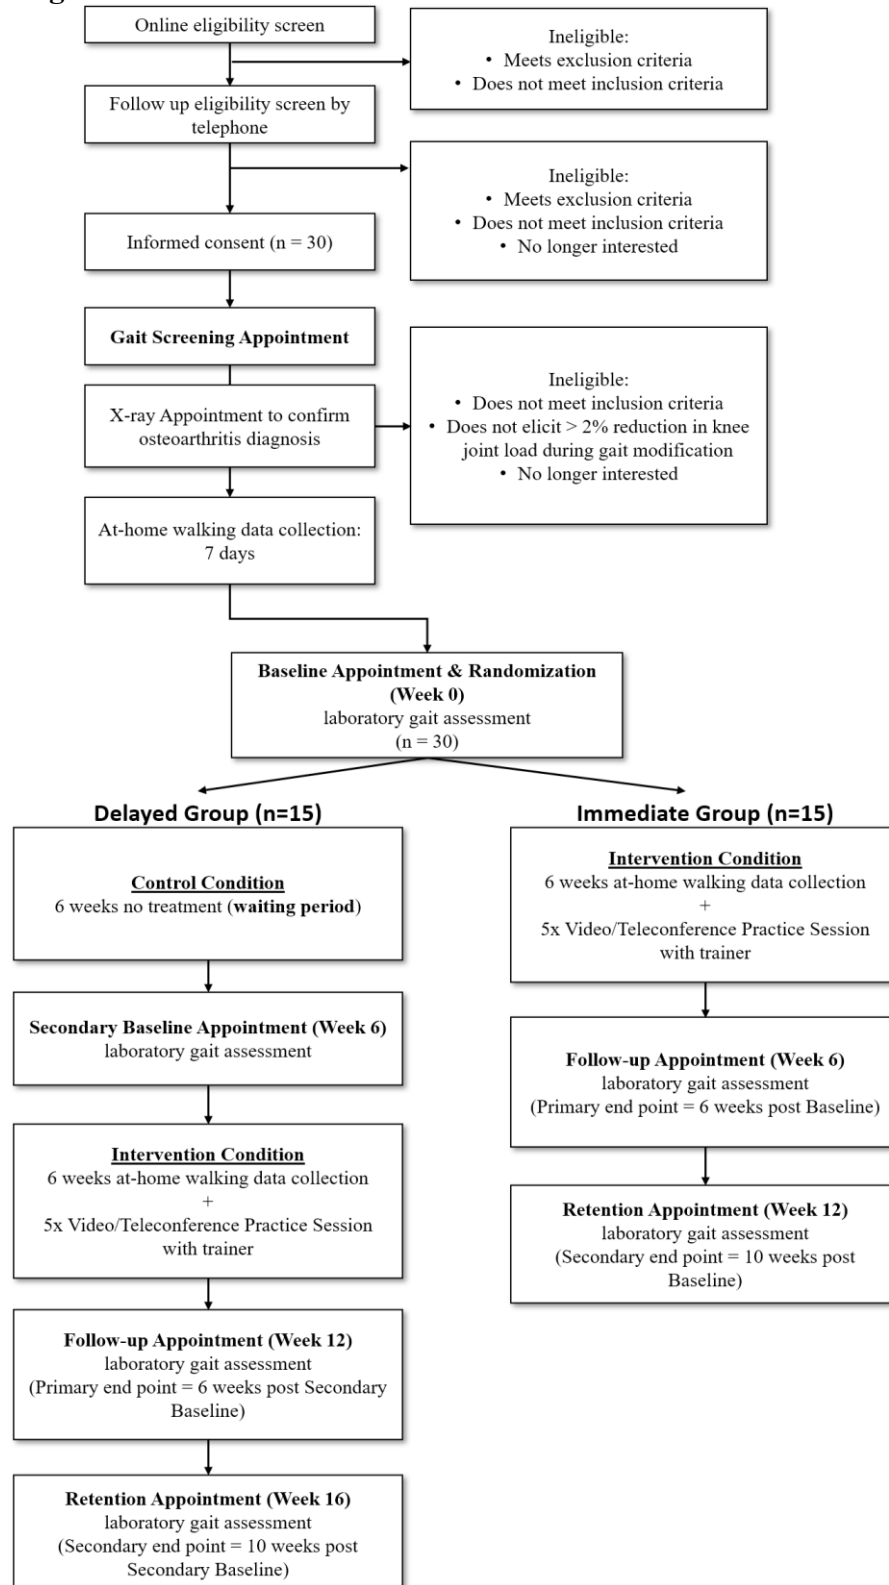 Online eligibility screen
Ineligible:
• Meets exclusion criteria
• Does not meet inclusion criteria
Follow up eligibility screen by
telephone
Ineligible:
• Meets exclusion criteria
• Does not meet inclusion criteria
• No longer interested
Informed consent (n = 30)
Gait Screening Appointment
X-ray Appointment to confirm
osteoarthritis diagnosis
Ineligible:
• Does not meet inclusion criteria
• Does not elicit > 2% reduction in knee
joint load during gait modification
• No longer interested
At-home walking data collection:
7 days
Baseline Appointment & Randomization
(Week 0)
laboratory gait assessment
(n = 30)
Delayed Group (n=15)
Control Condition
6 weeks no treatment (waiting period)
Secondary Baseline Appointment (Week 6)
laboratory gait assessment
Intervention Condition
6 weeks at-home walking data collection
+
5x Video/Teleconference Practice Session
with trainer
Follow-up Appointment (Week 12)
laboratory gait assessment
(Primary end point = 6 weeks post Secondary
Baseline)
Retention Appointment (Week 16)
laboratory gait assessment
(Secondary end point = 10 weeks post
Secondary Baseline)
Immediate Group (n=15)
Intervention Condition
6 weeks at-home walking data collection
+
5x Video/Teleconference Practice Session
with trainer
Follow-up Appointment (Week 6)
laboratory gait assessment
(Primary end point = 6 weeks post Baseline)
Retention Appointment (Week 12)
laboratory gait assessment
(Secondary end point = 10 weeks post
Baseline)